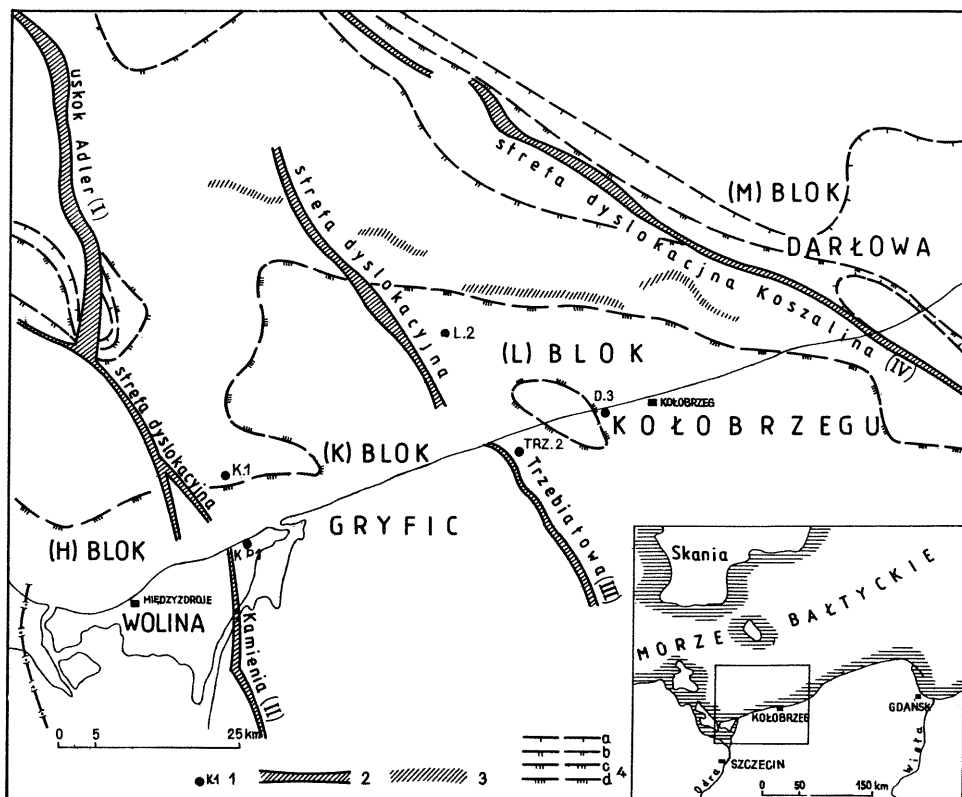 uskok Adler (I)
strefa dyslokacyjna
strefa dyslokacyjna Koszalina (IV)
(M) BLOK
DARŁOWA
L.2
(L) BLOK
KOŁOBRZEGU
D.3
KOŁOBRZEG
TRZ.2
Trzebiatowa (III)
strefa dyslokacyjna
K.1
(K) BLOK
GRYFIC
(H) BLOK
WOLINA
MIĘDZYZDROJE
Kamienia (II)
0 5 25 km
K1 1 2 3 4
a
b
c
d
Skania
MORZE BAŁTYCKIE
KOŁOBRZEG
GDAŃSK
SZCZECIN
Odra
Wisła
0 50 150 km